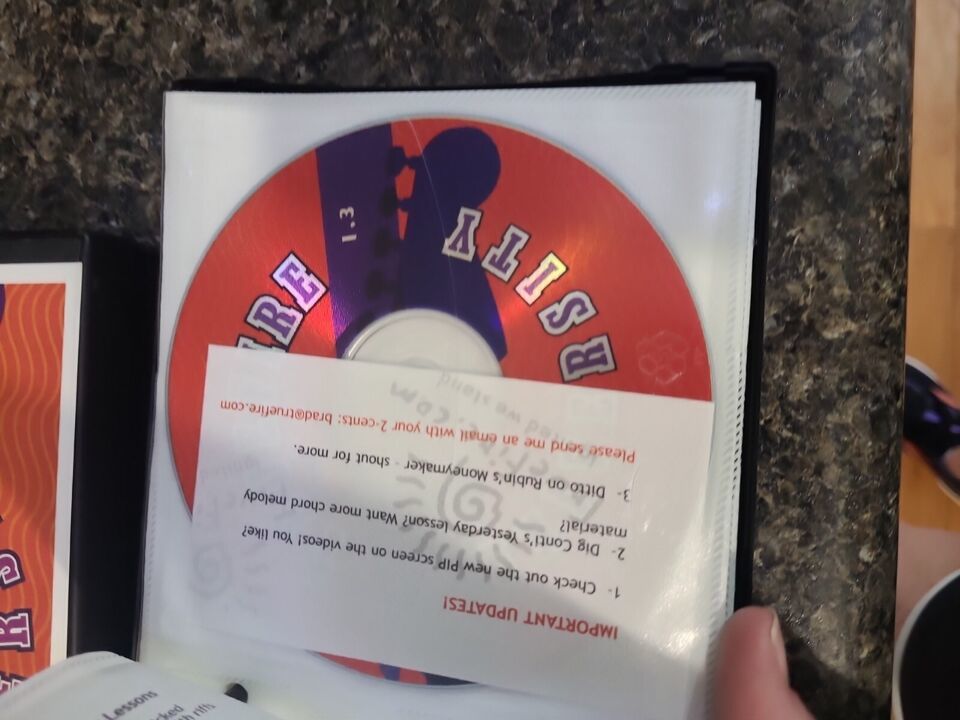 1.3
RSITY
IRE
IMPORTANT UPDATES!
1- Check out the new PIP screen on the videos! You like?
2- Dig Conti's Yesterday lesson? Want more chord melody
material?
3- Ditto on Rubin's Moneymaker - shout for more.
Please send me an email with your 2-cents: brad@truefire.com
Lessons